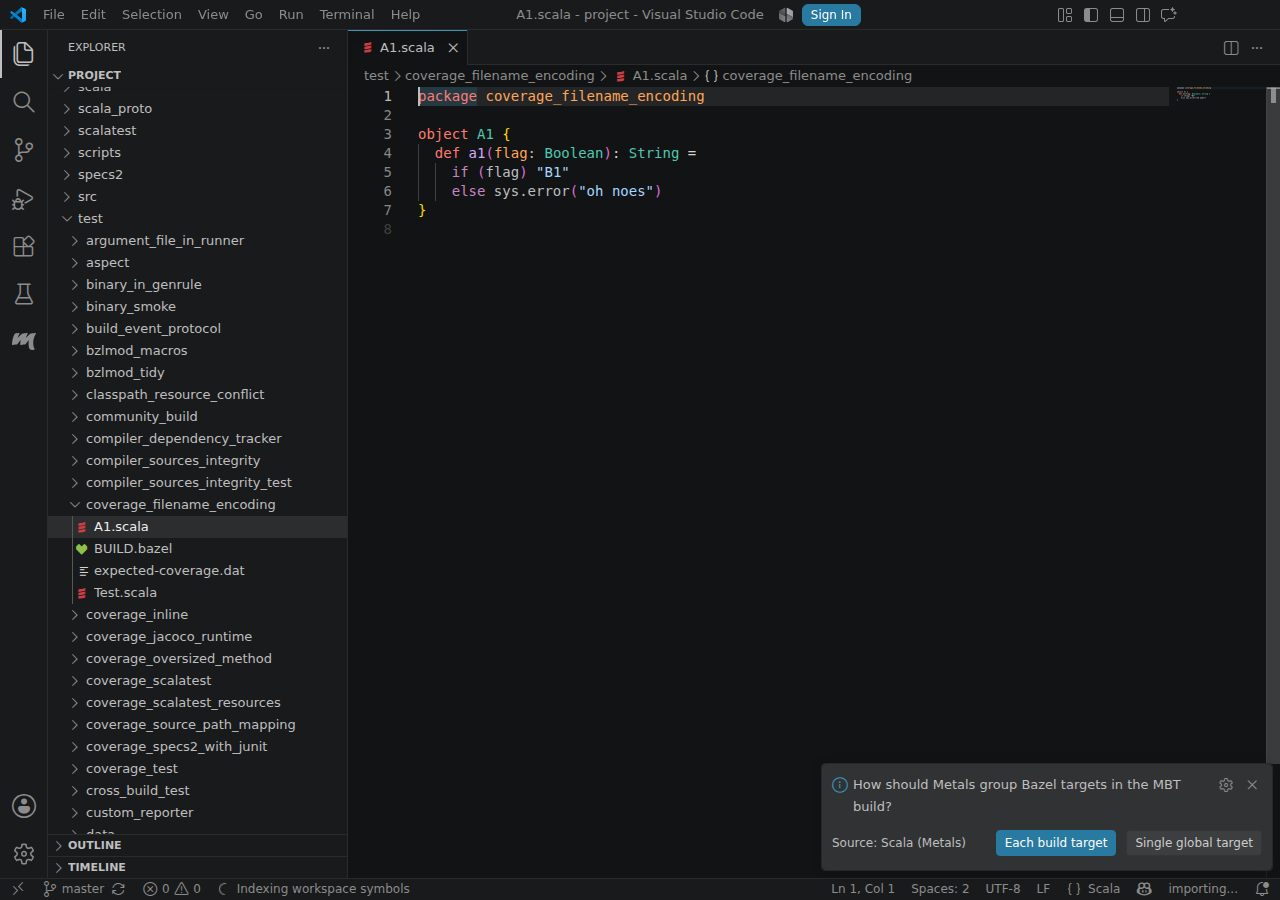 File Edit Selection View Go Run Terminal Help
A1.scala - project - Visual Studio Code
Sign In
EXPLORER
PROJECT
scala
scala_proto
scalatest
scripts
specs2
src
test
argument_file_in_runner
aspect
binary_in_genrule
binary_smoke
build_event_protocol
bzlmod_macros
bzlmod_tidy
classpath_resource_conflict
community_build
compiler_dependency_tracker
compiler_sources_integrity
compiler_sources_integrity_test
coverage_filename_encoding
A1.scala
BUILD.bazel
expected-coverage.dat
Test.scala
coverage_inline
coverage_jacoco_runtime
coverage_oversized_method
coverage_scalatest
coverage_scalatest_resources
coverage_source_path_mapping
coverage_specs2_with_junit
coverage_test
cross_build_test
custom_reporter
data
OUTLINE
TIMELINE
A1.scala
test > coverage_filename_encoding > A1.scala > { } coverage_filename_encoding
1 package coverage_filename_encoding
2
3 object A1 {
4 def a1(flag: Boolean): String =
5 if (flag) "B1"
6 else sys.error("oh noes")
7 }
8
How should Metals group Bazel targets in the MBT
build?
Source: Scala (Metals)
Each build target
Single global target
master 0 0 Indexing workspace symbols
Ln 1, Col 1 Spaces: 2 UTF-8 LF { } Scala importing...